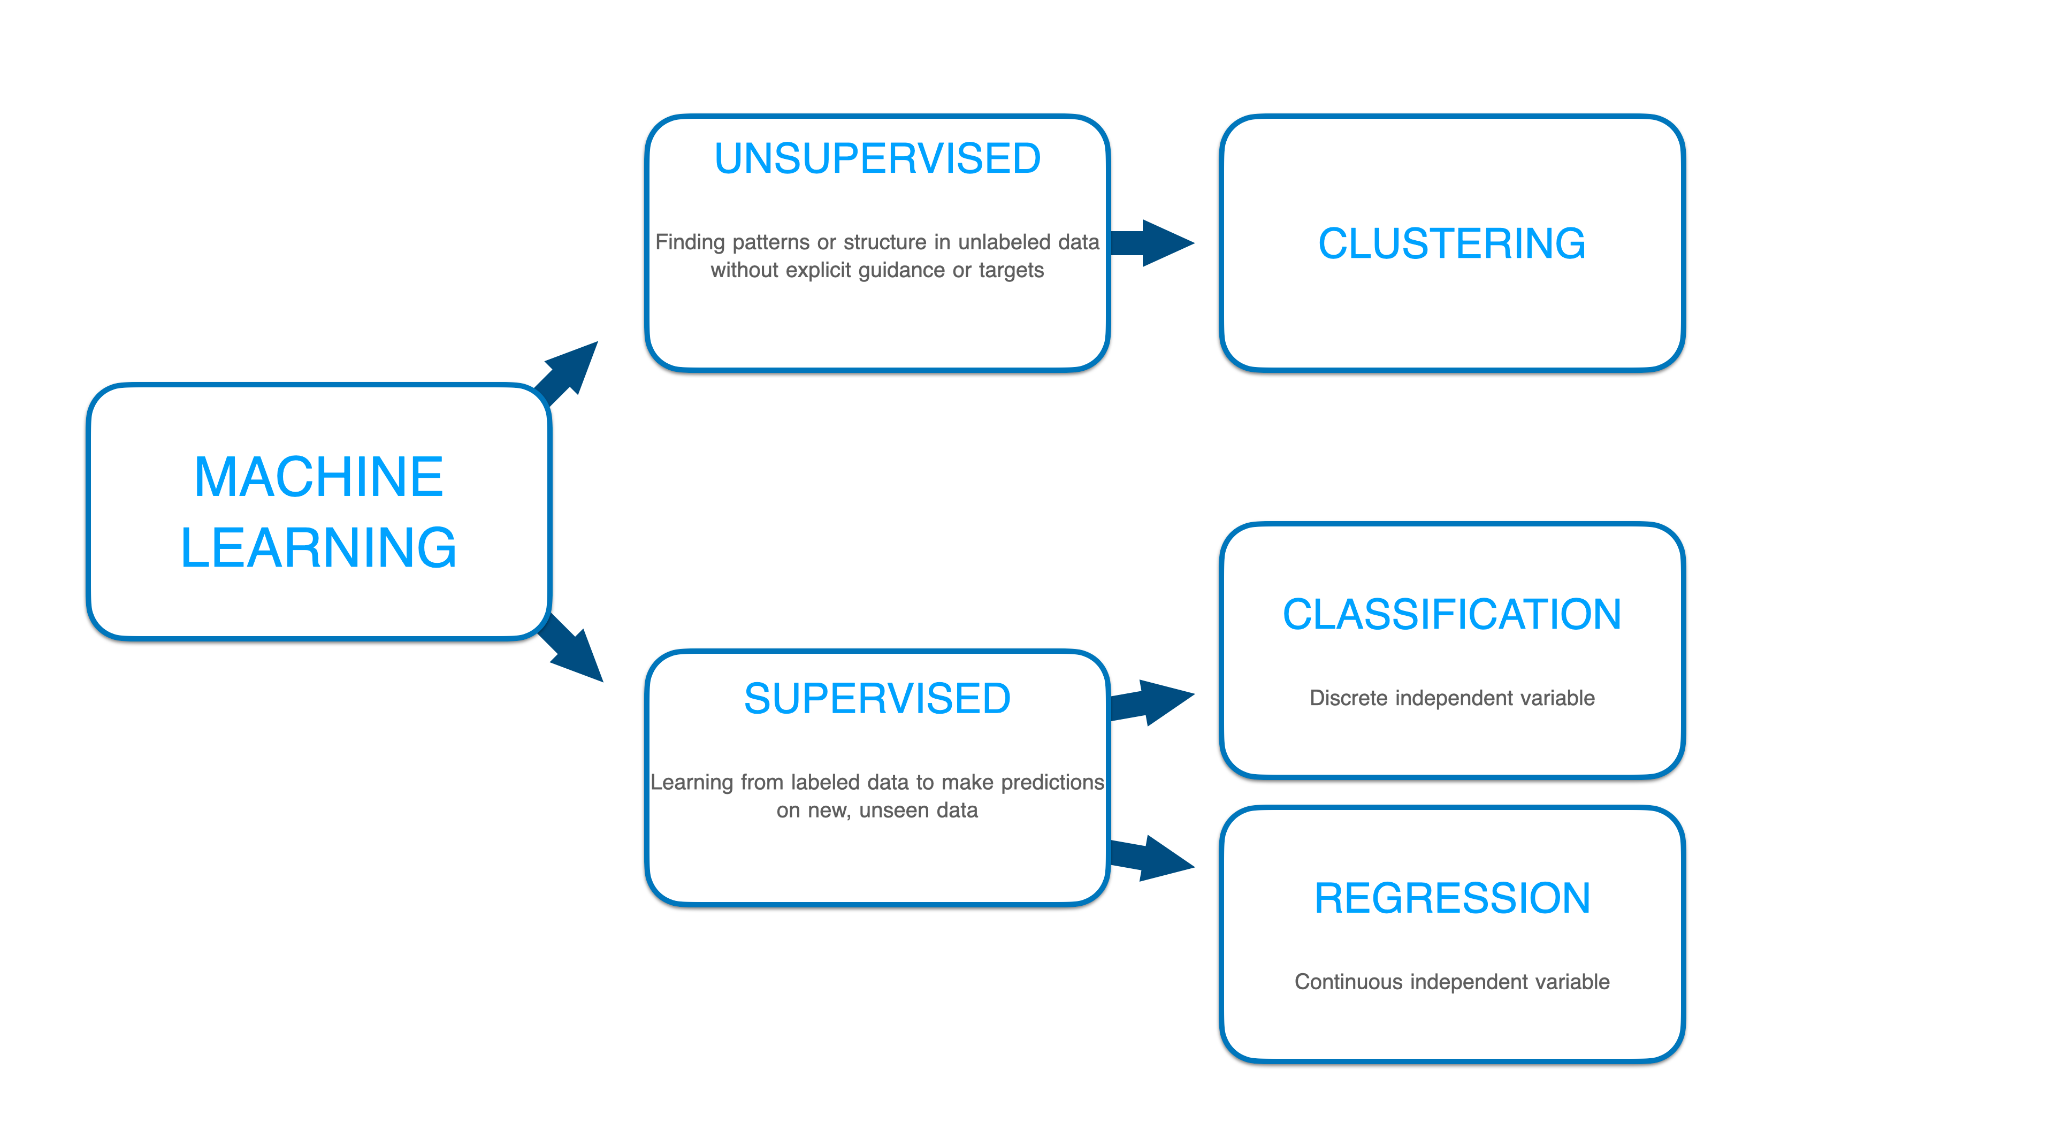 MACHINE
LEARNING
UNSUPERVISED
Finding patterns or structure in unlabeled data
without explicit guidance or targets
CLUSTERING
SUPERVISED
Learning from labeled data to make predictions
on new, unseen data
CLASSIFICATION
Discrete independent variable
REGRESSION
Continuous independent variable